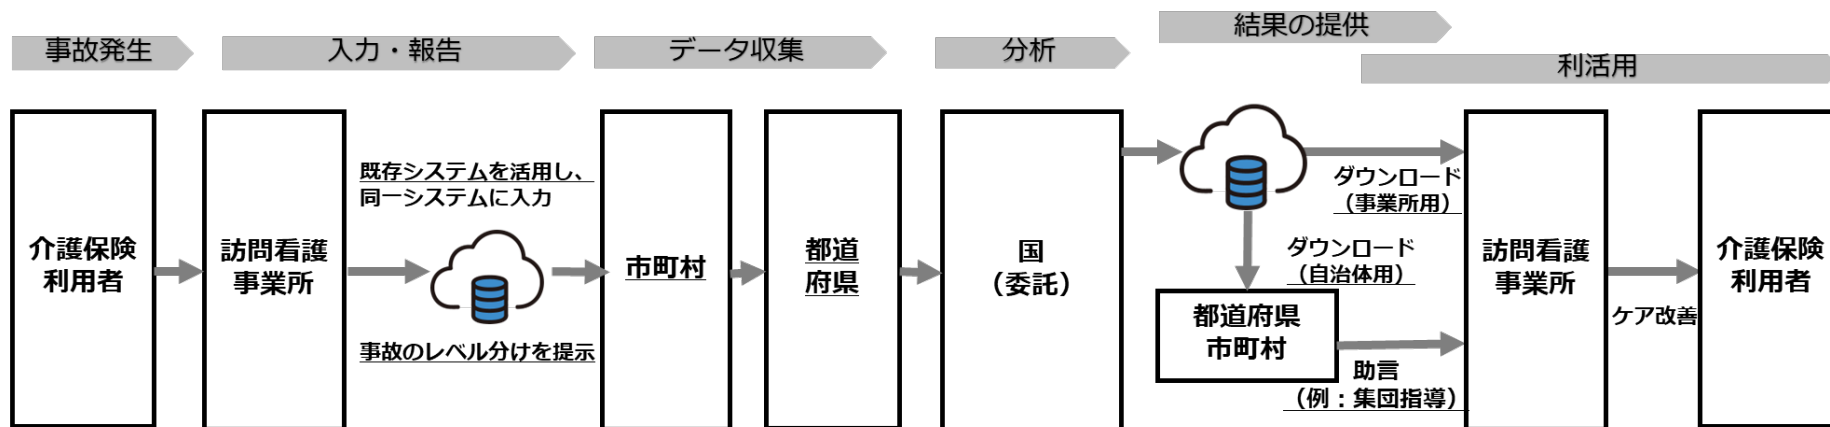 事故発生
入力・報告
データ収集
分析
結果の提供
利活用
介護保険
利用者
訪問看護
事業所
既存システムを活用し、
同一システムに入力
事故のレベル分けを提示
市町村
都道
府県
国
（委託）
ダウンロード
（事業所用）
ダウンロード
（自治体用）
都道府県
市町村
助言
（例：集団指導）
訪問看護
事業所
ケア改善
介護保険
利用者